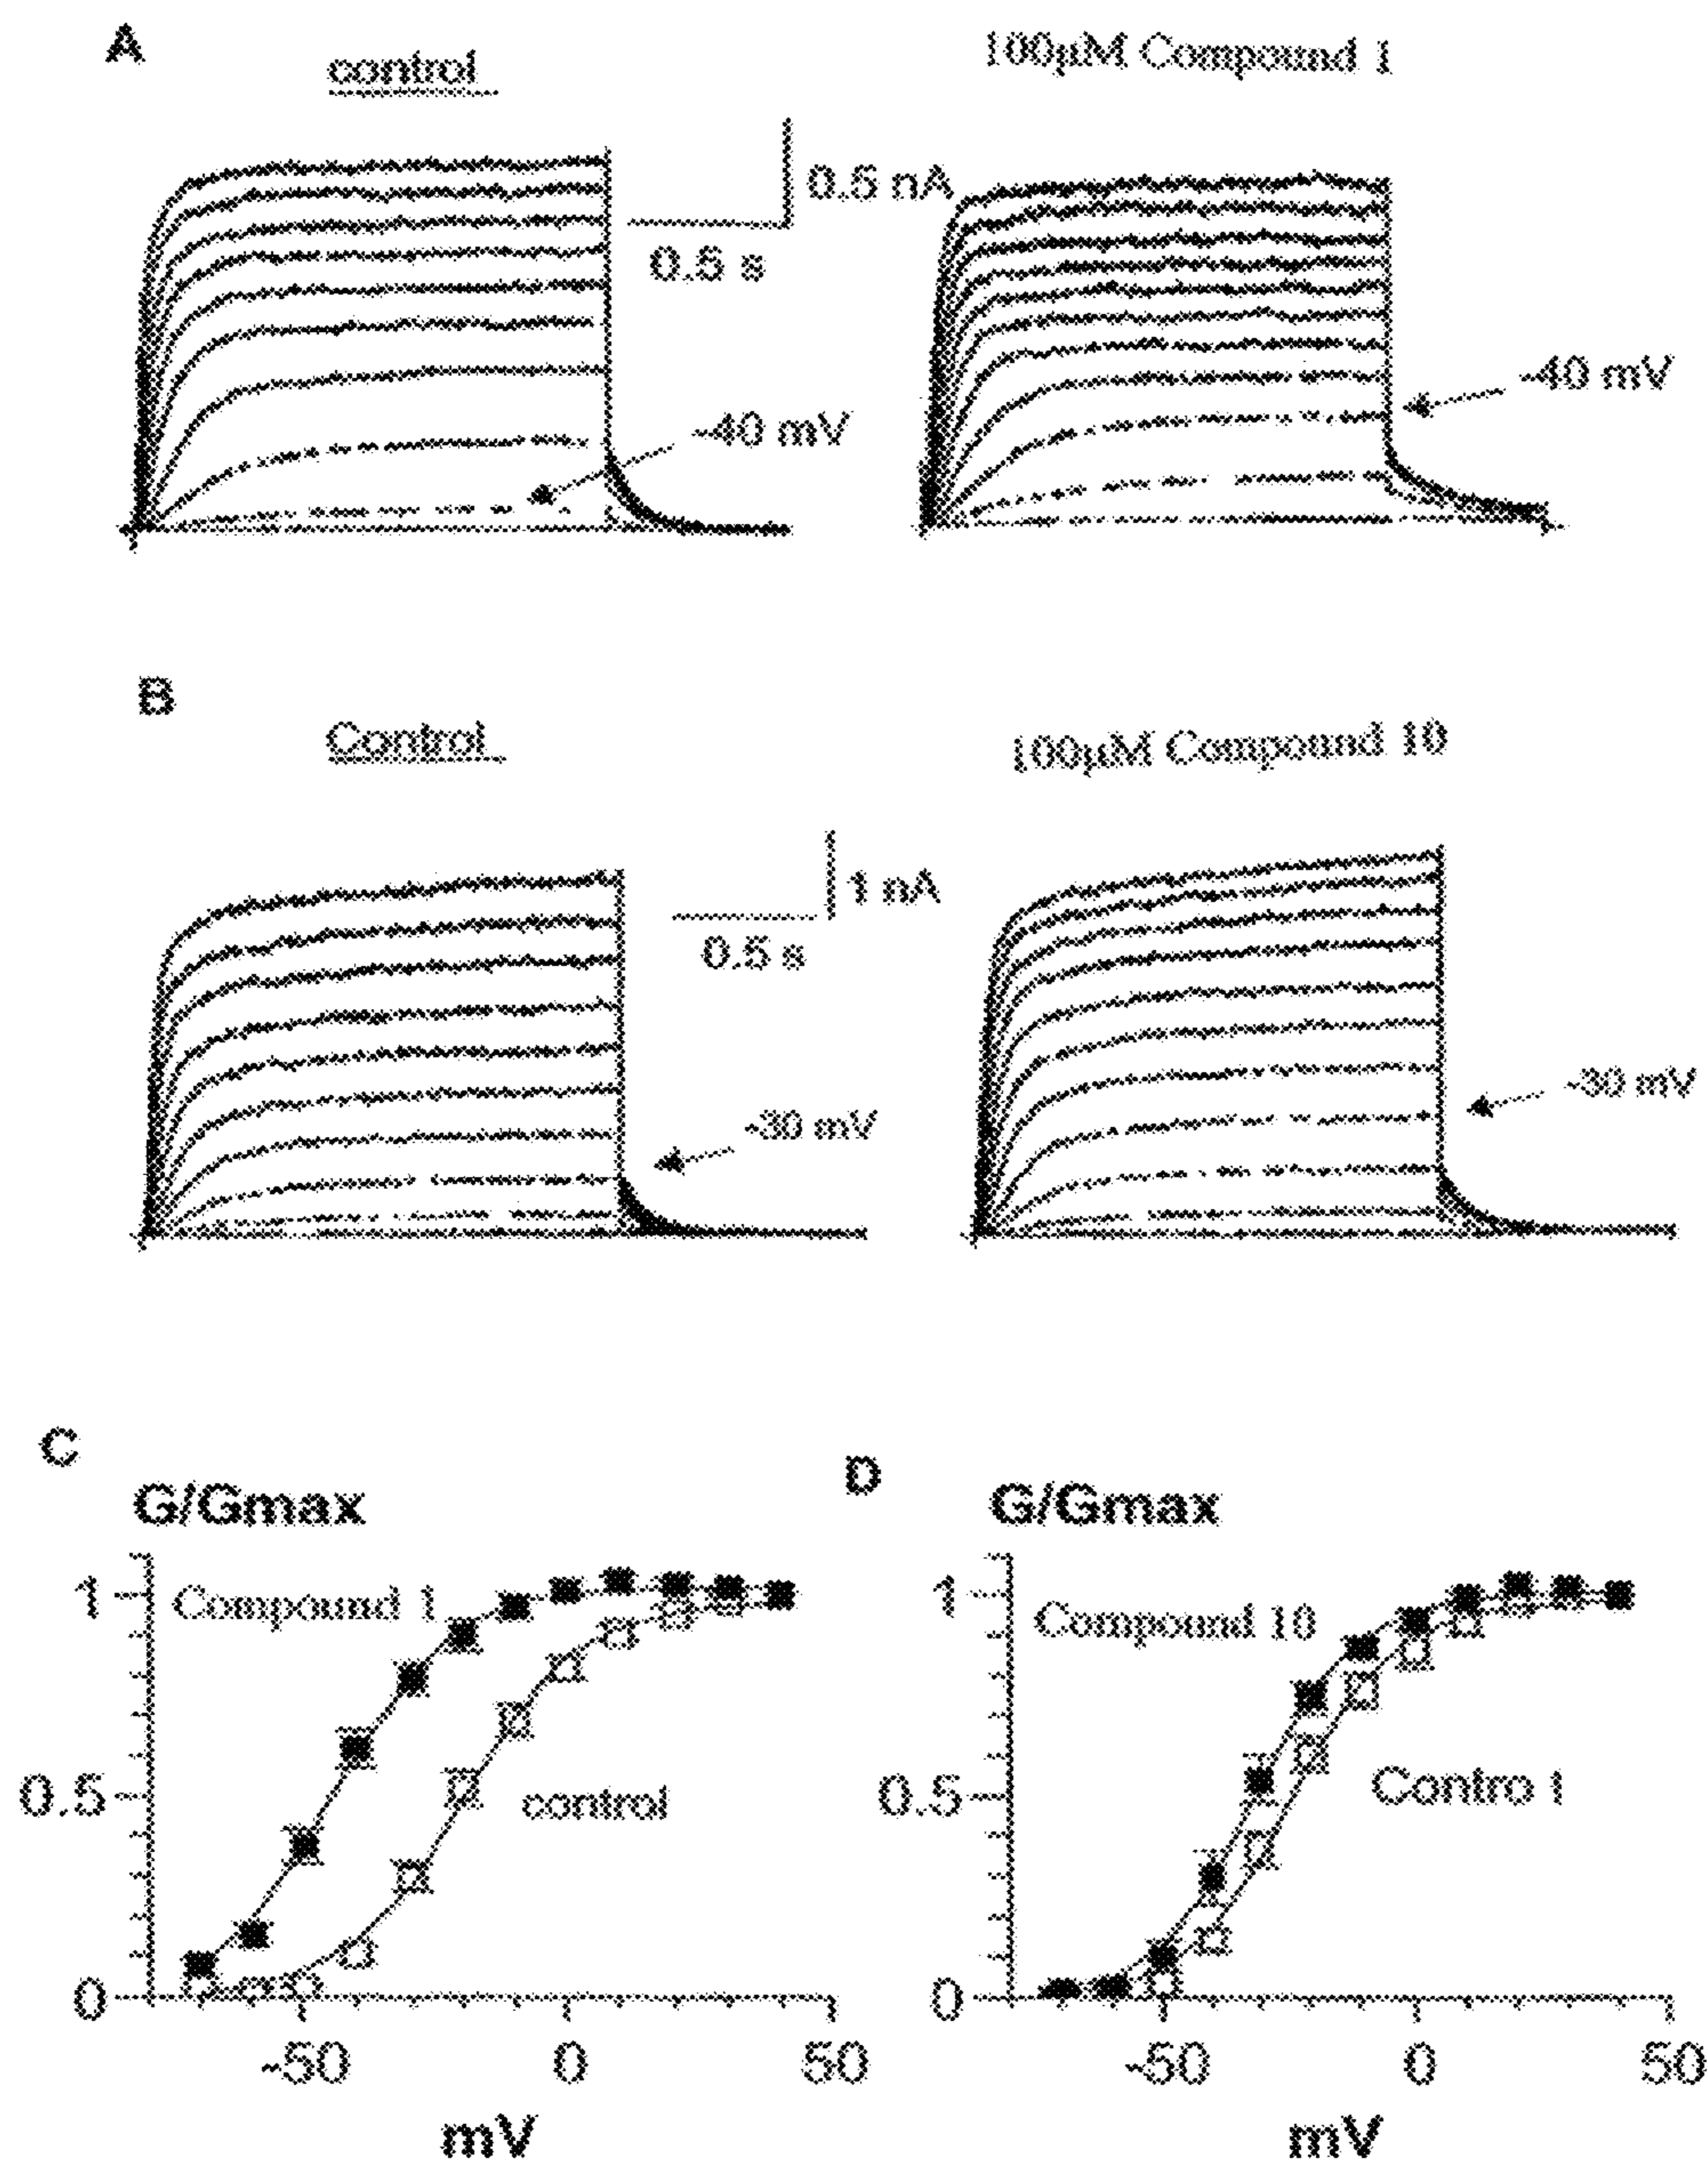 A
control
100µM Compound 1
0.5 nA
0.5 s
-40 mV
-40 mV
B
Control
100µM Compound 10
1 nA
0.5 s
-30 mV
-30 mV
C
G/Gmax
1
Compound 1
0.5
control
0
-50
0
50
mV
D
G/Gmax
1
Compound 10
0.5
Contro l
0
-50
0
50
mV